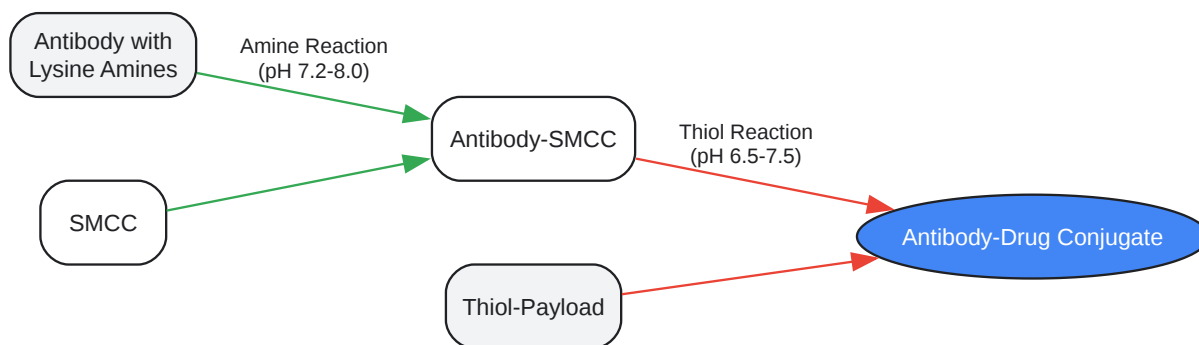 Antibody with
Lysine Amines
Amine Reaction
(pH 7.2-8.0)
SMCC
Antibody-SMCC
Thiol Reaction
(pH 6.5-7.5)
Thiol-Payload
Antibody-Drug Conjugate